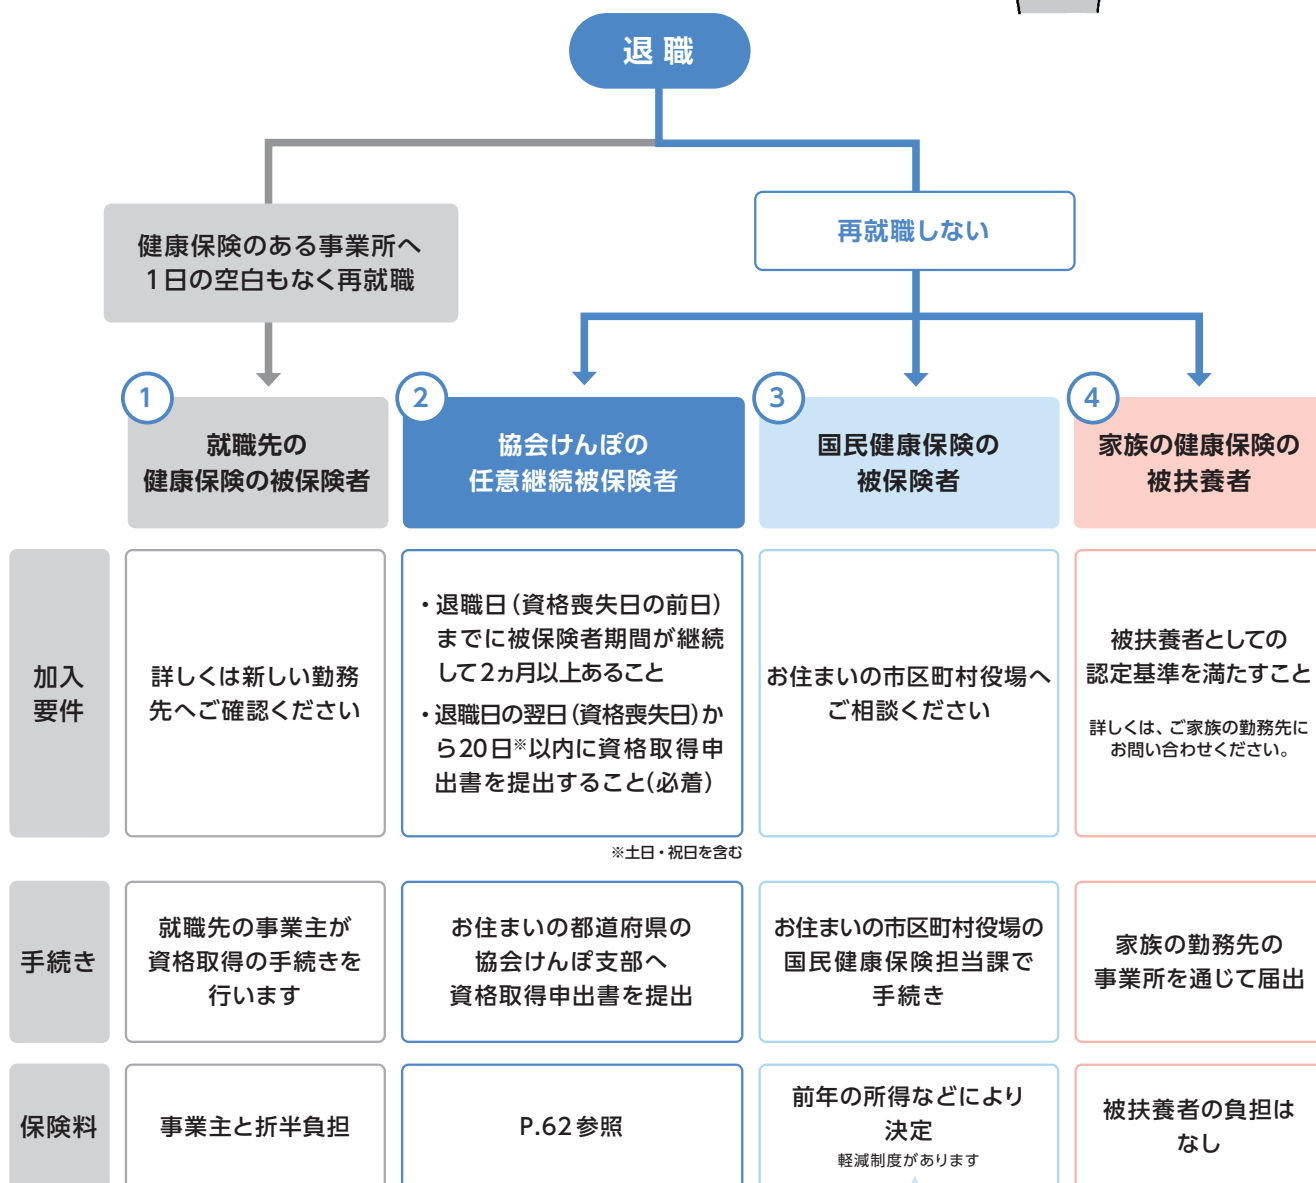 退職
健康保険のある事業所へ
1日の空白もなく再就職
再就職しない
1
就職先の
健康保険の被保険者
2
協会けんぽの
任意継続被保険者
3
国民健康保険の
被保険者
4
家族の健康保険の
被扶養者
加入
要件
詳しくは新しい勤務
先へご確認ください
・退職日(資格喪失日の前日)
までに被保険者期間が継続
して2ヵ月以上あること
・退職日の翌日(資格喪失日)か
ら20日※以内に資格取得申
出書を提出すること(必着)
※土日・祝日を含む
お住まいの市区町村役場へ
ご相談ください
被扶養者としての
認定基準を満たすこと
詳しくは、ご家族の勤務先に
お問い合わせください。
手続き
就職先の事業主が
資格取得の手続きを
行います
お住まいの都道府県の
協会けんぽ支部へ
資格取得申出書を提出
お住まいの市区町村役場の
国民健康保険担当課で
手続き
家族の勤務先の
事業所を通じて届出
保険料
事業主と折半負担
P.62参照
前年の所得などにより
決定
軽減制度があります
被扶養者の負担は
なし